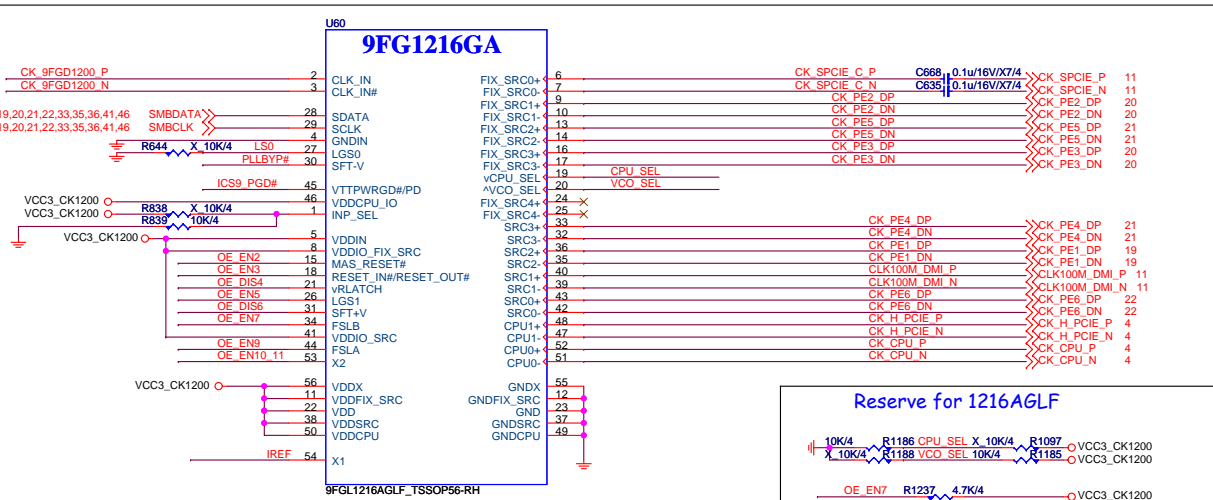 U60
9FG1216GA
CK_9FGD1200_P 2 CLK_IN FIX_SRC0+ 6 CK_SPCIE_C_P C668 0.1u/16V/X7/4 CK_SPCIE_P 11
CK_9FGD1200_N 3 CLK_IN# FIX_SRC0- 7 CK_SPCIE_C_N C635 0.1u/16V/X7/4 CK_SPCIE_N 11
FIX_SRC1+ 9 CK_PE2_DP CK_PE2_DP 20
19,20,21,22,33,35,36,41,46 SMBDATA 28 SDATA FIX_SRC1- 10 CK_PE2_DN CK_PE2_DN 20
19,20,21,22,33,35,36,41,46 SMBCLK 29 SCLK FIX_SRC2+ 13 CK_PE5_DP CK_PE5_DP 21
4 GNDIN FIX_SRC2- 14 CK_PE5_DN CK_PE5_DN 21
R644 X_10K/4 LS0 27 LGS0 FIX_SRC3+ 16 CK_PE3_DP CK_PE3_DP 20
PLLBYP# 30 SFT-V FIX_SRC3- 17 CK_PE3_DN CK_PE3_DN 20
vCPU_SEL 19 CPU_SEL
ICS9_PGD# 45 VTTPWRGD#/PD ^VCO_SEL 20 VCO_SEL
VCC3_CK1200 46 VDDCPU_IO FIX_SRC4+ 24
VCC3_CK1200 R838 X_10K/4 1 INP_SEL FIX_SRC4- 25
R839 10K/4 SRC3+ 33 CK_PE4_DP CK_PE4_DP 21
VCC3_CK1200 5 VDDIN SRC3- 32 CK_PE4_DN CK_PE4_DN 21
8 VDDIO_FIX_SRC SRC2+ 36 CK_PE1_DP CK_PE1_DP 19
OE_EN2 15 MAS_RESET# SRC2- 35 CK_PE1_DN CK_PE1_DN 19
OE_EN3 18 RESET_IN#/RESET_OUT# SRC1+ 40 CLK100M_DMI_P CLK100M_DMI_P 11
OE_DIS4 21 vRLATCH SRC1- 39 CLK100M_DMI_N CLK100M_DMI_N 11
OE_EN5 26 LGS1 SRC0+ 43 CK_PE6_DP CK_PE6_DP 22
OE_DIS6 31 SFT+V SRC0- 42 CK_PE6_DN CK_PE6_DN 22
OE_EN7 34 FSLB CPU1+ 48 CK_H_PCIE_P CK_H_PCIE_P 4
41 VDDIO_SRC CPU1- 47 CK_H_PCIE_N CK_H_PCIE_N 4
OE_EN9 44 FSLA CPU0+ 52 CK_CPU_P CK_CPU_P 4
OE_EN10_11 53 X2 CPU0- 51 CK_CPU_N CK_CPU_N 4
VCC3_CK1200 56 VDDX GNDX 55
11 VDDFIX_SRC GNDFIX_SRC 12
22 VDD GND 23
38 VDDSRC GNDSRC 37
50 VDDCPU GNDCPU 49
IREF 54 X1
9FGL1216AGLF_TSSOP56-RH
Reserve for 1216AGLF
10K/4 R1186 CPU_SEL X_10K/4 R1097 VCC3_CK1200
X_10K/4 R1188 VCO_SEL 10K/4 R1185 VCC3_CK1200
OE_EN7 R1237 4.7K/4 VCC3_CK1200